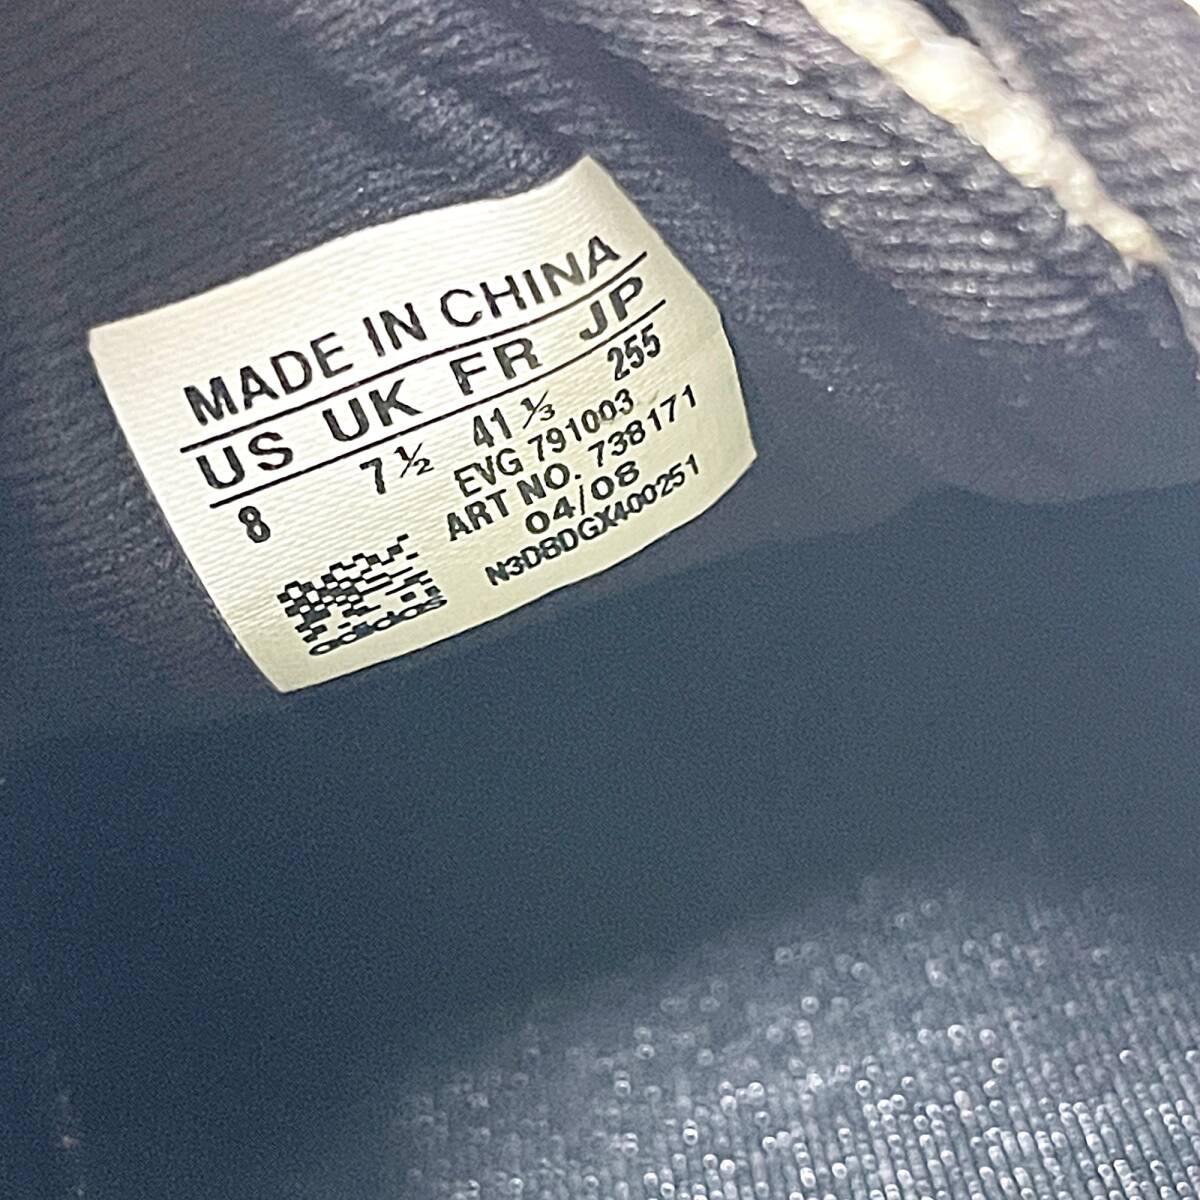 MADE IN CHINA
US UK FR JP
8 7½ 41⅓ 255
EVG 791003
ART NO. 738171
04/08
N3D8DGX400251
adidas